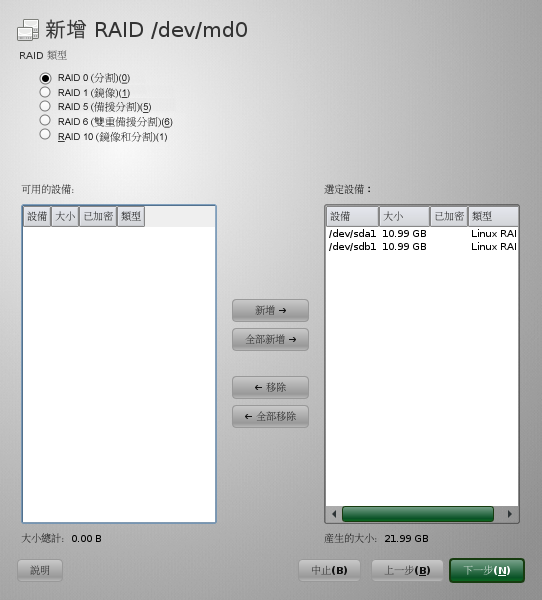 新增 RAID /dev/md0
RAID 類型
RAID 0 (分割)(0)
RAID 1 (鏡像)(1)
RAID 5 (備援分割)(5)
RAID 6 (雙重備援分割)(6)
RAID 10 (鏡像和分割)(1)
可用的設備: 選定設備：
設備 大小 已加密 類型 設備 大小 已加密 類型
/dev/sda1 10.99 GB Linux RAI
/dev/sdb1 10.99 GB Linux RAI
新增 →
全部新增 →
← 移除
← 全部移除
大小總計: 0.00 B 產生的大小: 21.99 GB
說明 中止(B) 上一步(B) 下一步(N)